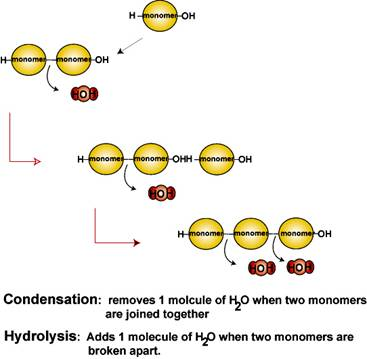 H monomer OH
H monomer monomer OH
H O H
H monomer monomer OHH monomer OH
H O H
H monomer monomer monomer OH
H O H H O H
Condensation: removes 1 molcule of H2O when two monomers
are joined together
Hydrolysis: Adds 1 molecule of H2O when two monomers are
broken apart.